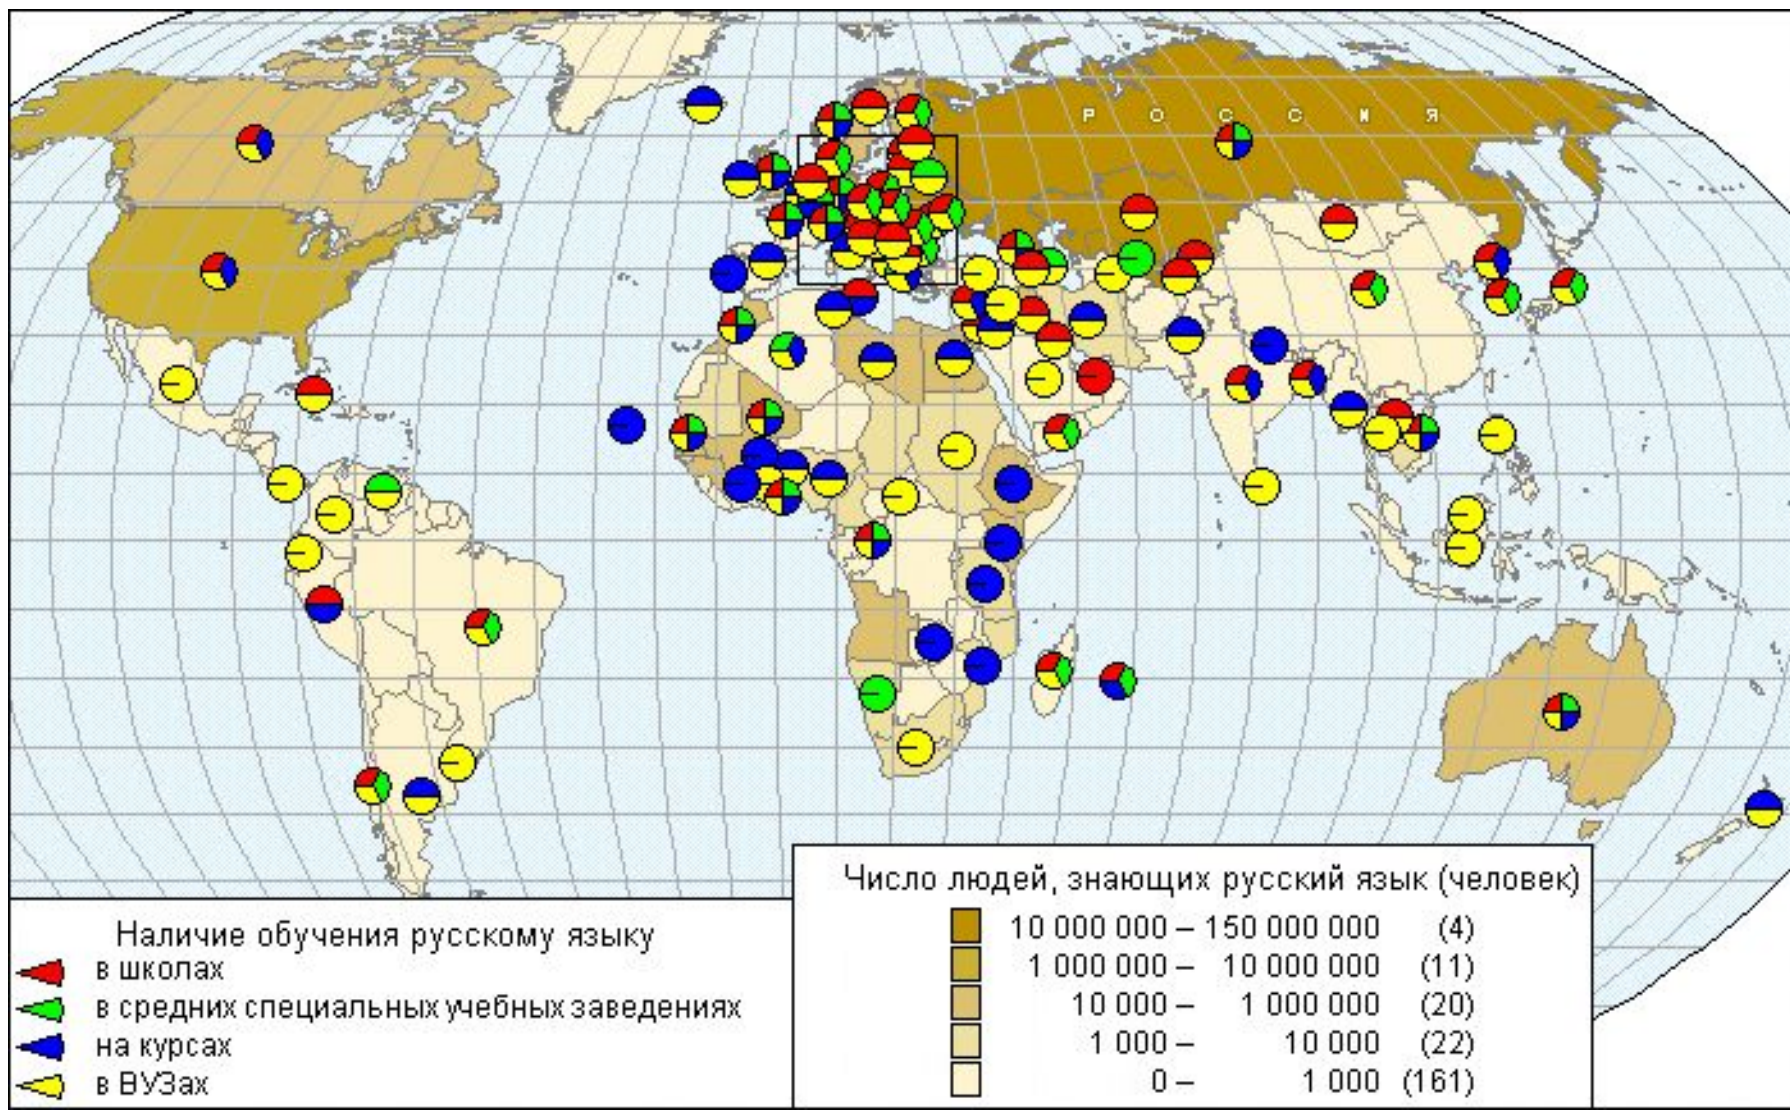 Р О С С И Я
Число людей, знающих русский язык (человек)
10 000 000 – 150 000 000 (4)
1 000 000 – 10 000 000 (11)
10 000 – 1 000 000 (20)
1 000 – 10 000 (22)
0 – 1 000 (161)
Наличие обучения русскому языку
в школах
в средних специальных учебных заведениях
на курсах
в ВУЗах